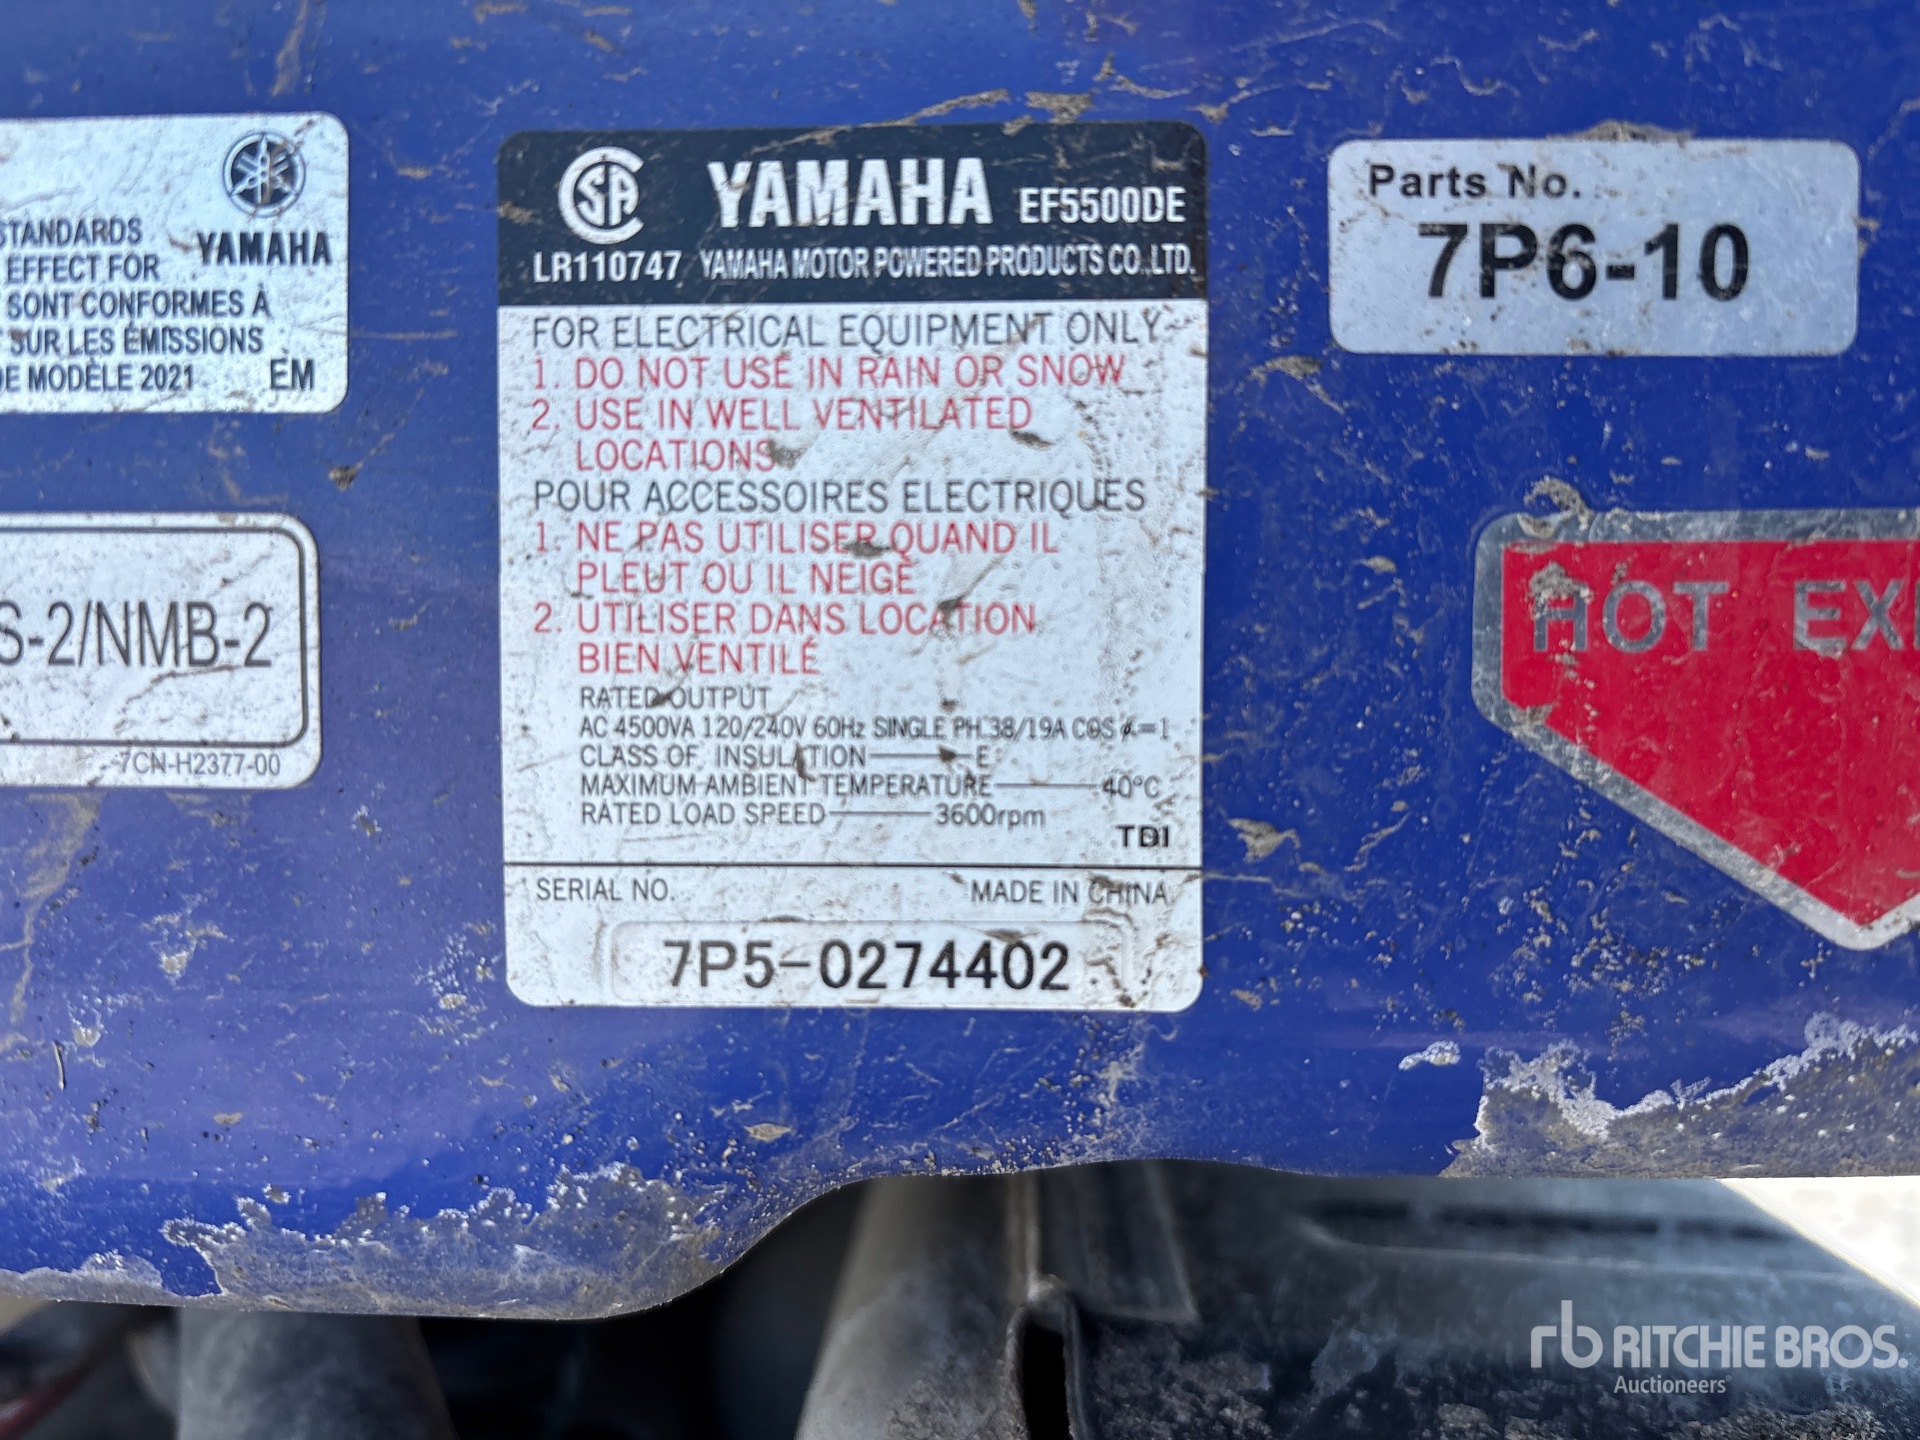 STANDARDS
EFFECT FOR
SONT CONFORMES À
SUR LES ÉMISSIONS
DE MODÈLE 2021
YAMAHA
EM
S-2/NMB-2
7CN-H2377-00
CSA YAMAHA EF5500DE
LR110747 YAMAHA MOTOR POWERED PRODUCTS CO.,LTD.
FOR ELECTRICAL EQUIPMENT ONLY
1. DO NOT USE IN RAIN OR SNOW
2. USE IN WELL VENTILATED
LOCATIONS
POUR ACCESSOIRES ELECTRIQUES
1. NE PAS UTILISER QUAND IL
PLEUT OU IL NEIGE
2. UTILISER DANS LOCATION
BIEN VENTILÉ
RATED OUTPUT
AC 4500VA 120/240V 60Hz SINGLE PH 38/19A COS =1
CLASS OF INSULATION E
MAXIMUM AMBIENT TEMPERATURE 40°C
RATED LOAD SPEED 3600rpm
TDI
SERIAL NO. MADE IN CHINA
7P5-0274402
Parts No.
7P6-10
HOT EX
rb RITCHIE BROS.
Auctioneers